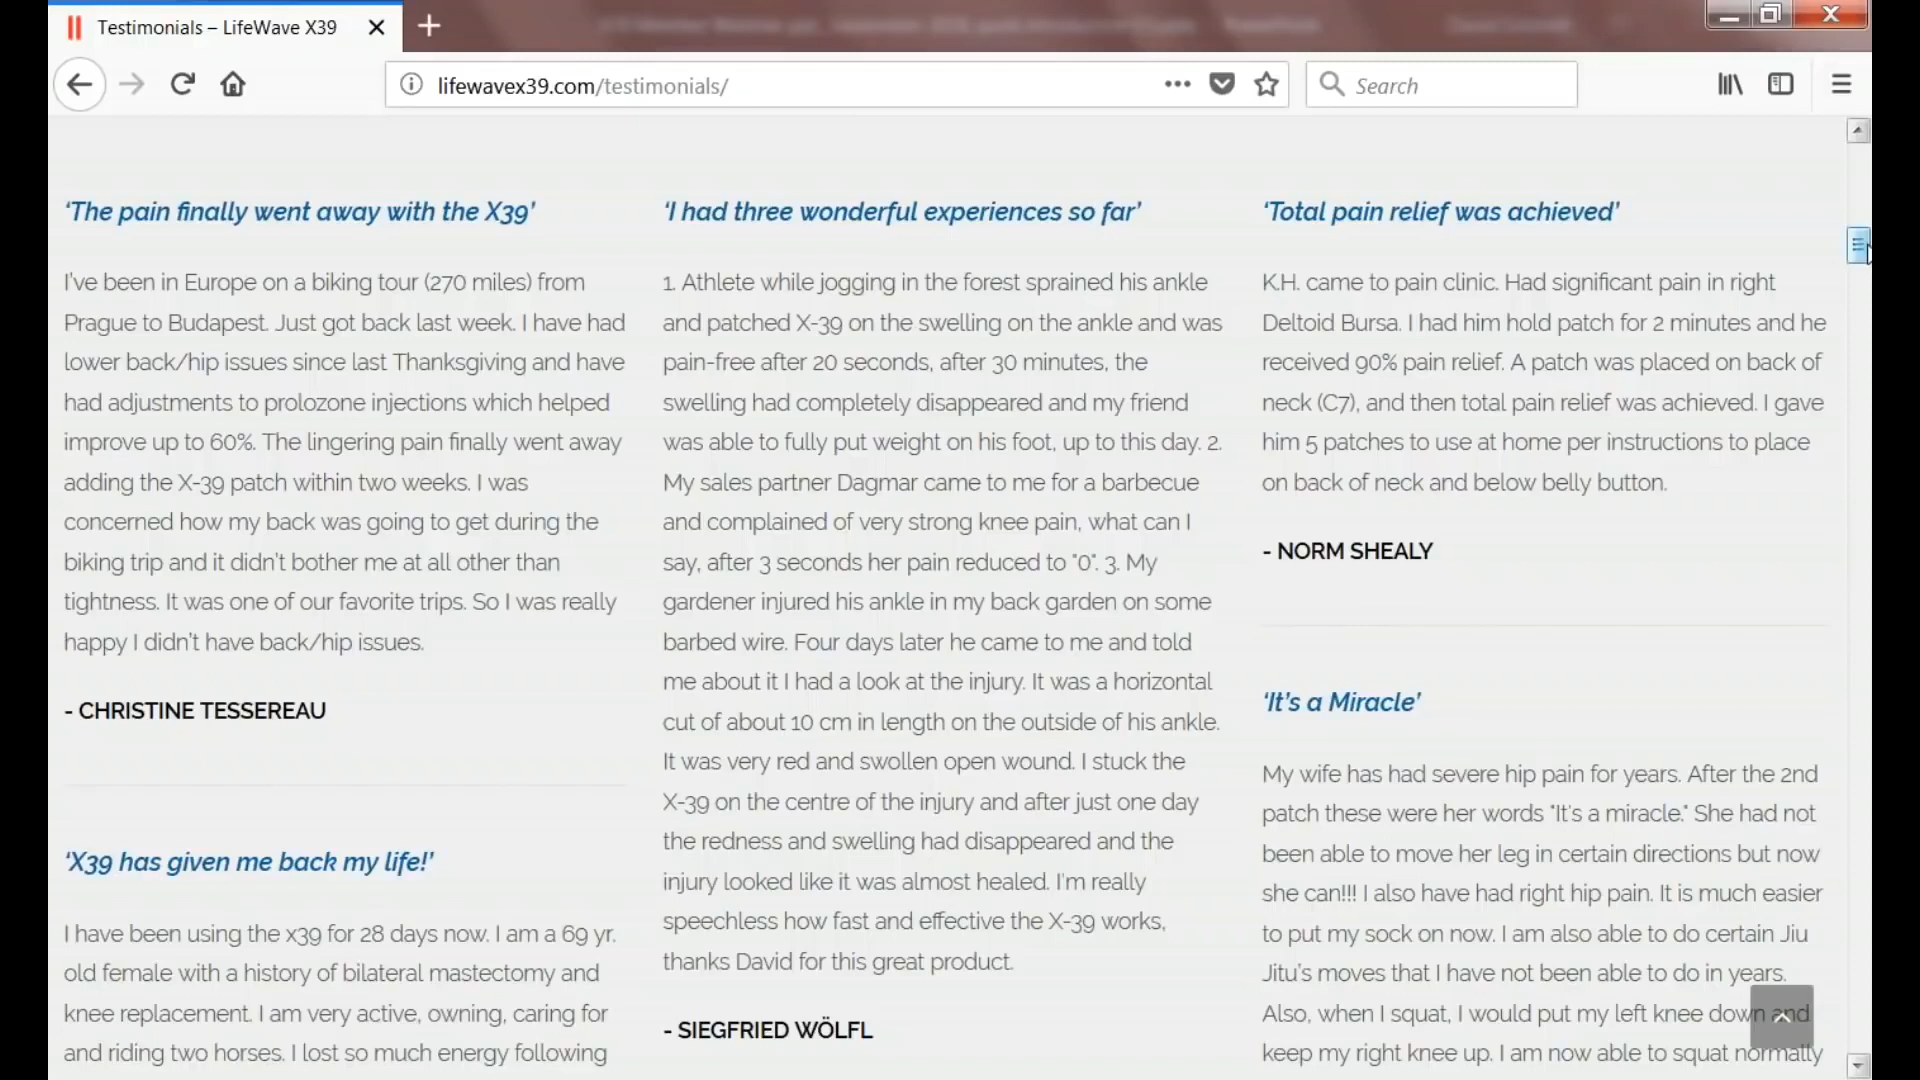 Testimonials – LifeWave X39
lifewavex39.com/testimonials/
Search
‘The pain finally went away with the X39’
I've been in Europe on a biking tour (270 miles) from
Prague to Budapest. Just got back last week. I have had
lower back/hip issues since last Thanksgiving and have
had adjustments to prolozone injections which helped
improve up to 60%. The lingering pain finally went away
adding the X-39 patch within two weeks. I was
concerned how my back was going to get during the
biking trip and it didn't bother me at all other than
tightness. It was one of our favorite trips. So I was really
happy I didn't have back/hip issues.
- CHRISTINE TESSEREAU
‘X39 has given me back my life!’
I have been using the x39 for 28 days now. I am a 69 yr.
old female with a history of bilateral mastectomy and
knee replacement. I am very active, owning, caring for
and riding two horses. I lost so much energy following
‘I had three wonderful experiences so far’
1. Athlete while jogging in the forest sprained his ankle
and patched X-39 on the swelling on the ankle and was
pain-free after 20 seconds, after 30 minutes, the
swelling had completely disappeared and my friend
was able to fully put weight on his foot, up to this day. 2.
My sales partner Dagmar came to me for a barbecue
and complained of very strong knee pain, what can I
say, after 3 seconds her pain reduced to "0". 3. My
gardener injured his ankle in my back garden on some
barbed wire. Four days later he came to me and told
me about it I had a look at the injury. It was a horizontal
cut of about 10 cm in length on the outside of his ankle.
It was very red and swollen open wound. I stuck the
X-39 on the centre of the injury and after just one day
the redness and swelling had disappeared and the
injury looked like it was almost healed. I'm really
speechless how fast and effective the X-39 works,
thanks David for this great product.
- SIEGFRIED WÖLFL
‘Total pain relief was achieved’
K.H. came to pain clinic. Had significant pain in right
Deltoid Bursa. I had him hold patch for 2 minutes and he
received 90% pain relief. A patch was placed on back of
neck (C7), and then total pain relief was achieved. I gave
him 5 patches to use at home per instructions to place
on back of neck and below belly button.
- NORM SHEALY
‘It's a Miracle’
My wife has had severe hip pain for years. After the 2nd
patch these were her words "It's a miracle." She had not
been able to move her leg in certain directions but now
she can!!! I also have had right hip pain. It is much easier
to put my sock on now. I am also able to do certain Jiu
Jitu's moves that I have not been able to do in years.
Also, when I squat, I would put my left knee down and
keep my right knee up. I am now able to squat normally